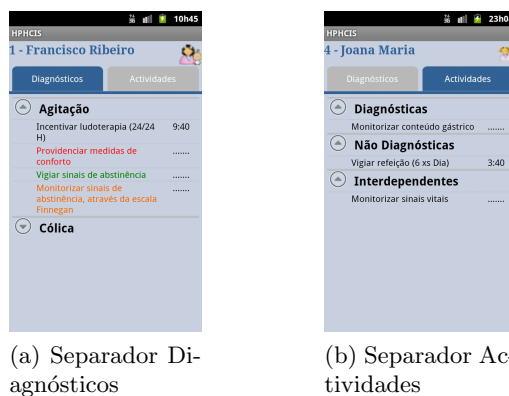 10h45
HPHCIS
1 - Francisco Ribeiro
Diagnósticos Actividades
Agitação
Incentivar ludoterapia (24/24 9:40
H)
Providenciar medidas de .......
conforto
Vigiar sinais de abstinência .......
Monitorizar sinais de .......
abstinência, através da escala
Finnegan
Cólica
(a) Separador Di-
agnósticos
HPHCIS
4 - Joana Maria
Diagnósticos Actividades
Diagnósticas
Monitorizar conteúdo gástrico .......
Não Diagnósticas
Vigiar refeição (6 xs Dia) 3:40
Interdependentes
Monitorizar sinais vitais .......
(b) Separador Ac-
tividades